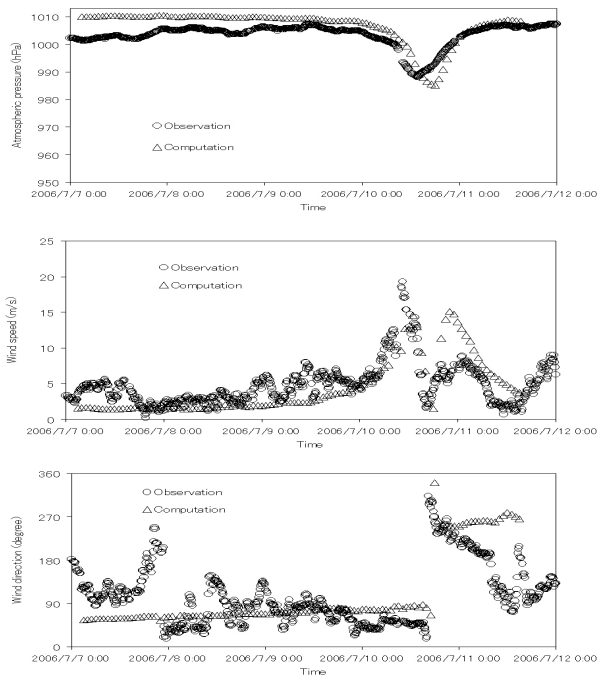 1010
1000
990
980
970
960
950
Atmospheric pressure (hPa)
○ Observation
△ Computation
2006/7/7 0:00 2006/7/8 0:00 2006/7/9 0:00 2006/7/10 0:00 2006/7/11 0:00 2006/7/12 0:00
Time
25
20
15
10
5
0
Wind speed (m/s)
○ Observation
△ Computation
2006/7/7 0:00 2006/7/8 0:00 2006/7/9 0:00 2006/7/10 0:00 2006/7/11 0:00 2006/7/12 0:00
Time
360
270
180
90
0
Wind direction (degree)
○ Observation
△ Computation
2006/7/7 0:00 2006/7/8 0:00 2006/7/9 0:00 2006/7/10 0:00 2006/7/11 0:00 2006/7/12 0:00
Time